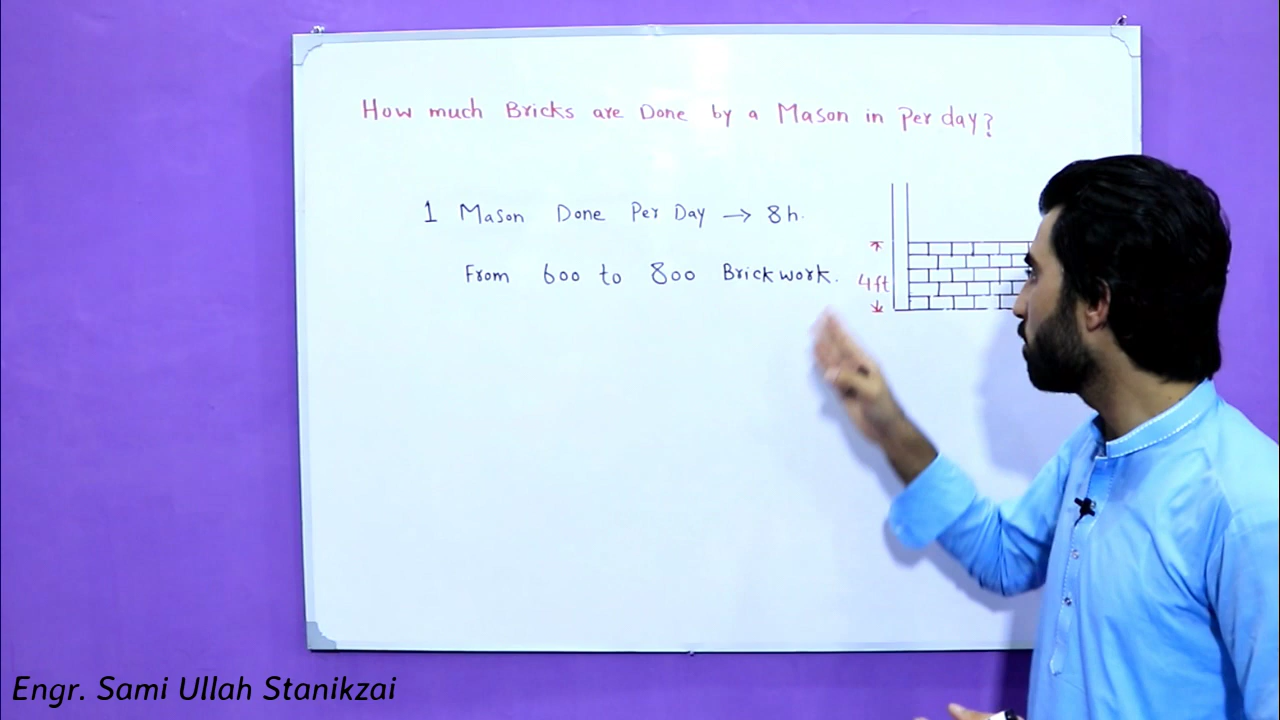 How much Bricks are Done by a Mason in Per day?
1 Mason Done Per Day → 8h.
From 600 to 800 Brickwork.
4ft
Engr. Sami Ullah Stanikzai